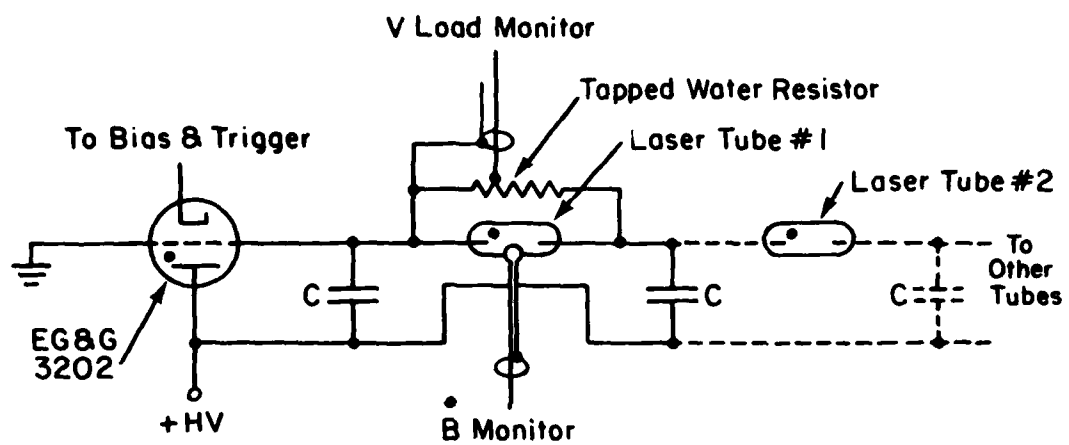 V Load Monitor
Tapped Water Resistor
To Bias & Trigger
Laser Tube #1
Laser Tube #2
C
C
C
To
Other
Tubes
EG&G
3202
+HV
Ḃ Monitor